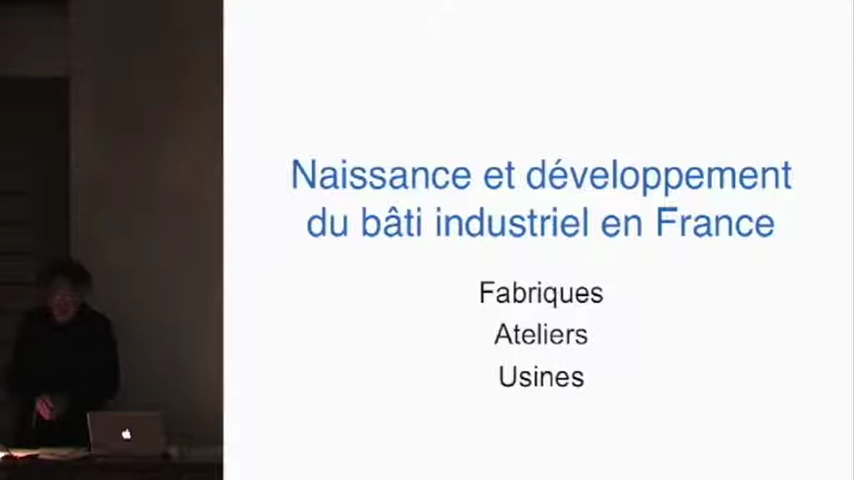 Naissance et développement
du bâti industriel en France
Fabriques
Ateliers
Usines